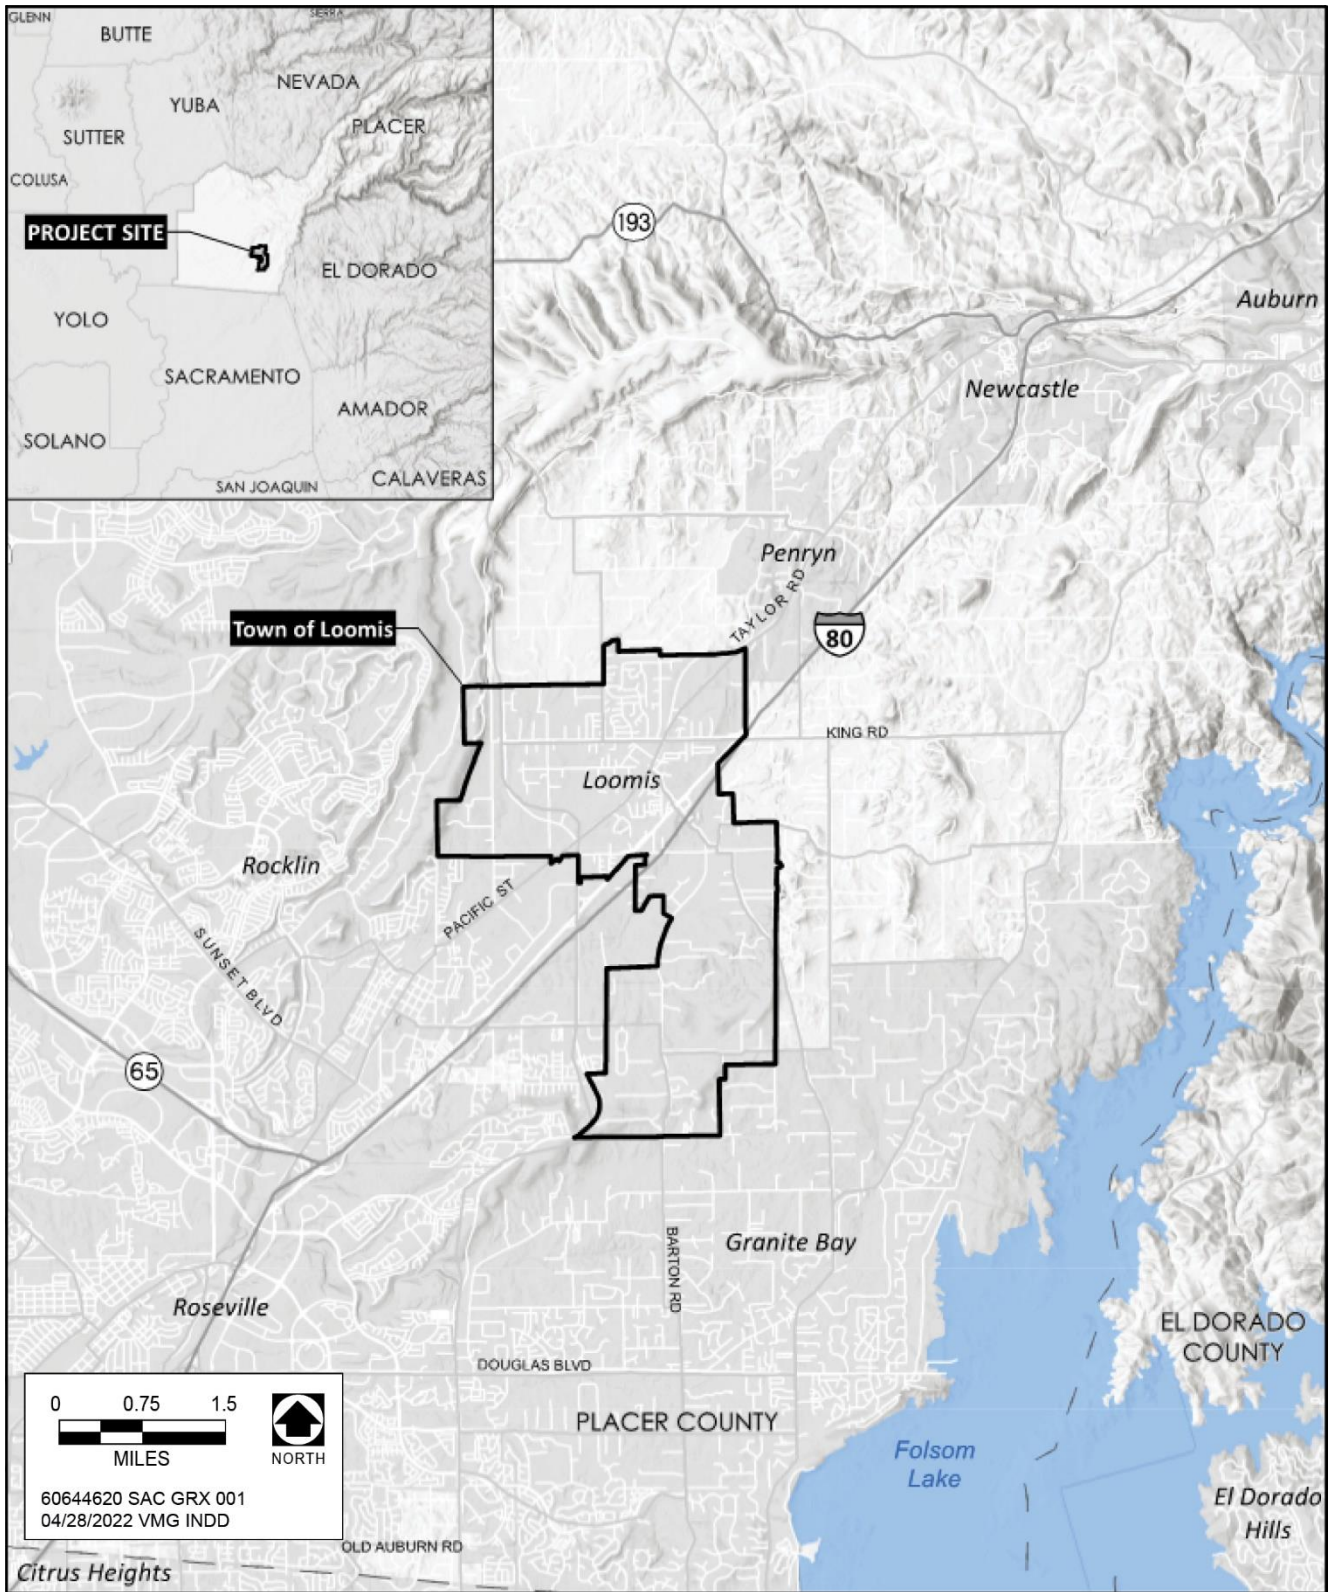 GLENN
SIERRA
BUTTE
NEVADA
YUBA
PLACER
SUTTER
COLUSA
PROJECT SITE
EL DORADO
YOLO
SACRAMENTO
AMADOR
SOLANO
CALAVERAS
SAN JOAQUIN
193
Auburn
Newcastle
Penryn
TAYLOR RD
Town of Loomis
80
KING RD
Loomis
Rocklin
PACIFIC ST
SUNSET BLVD
65
Granite Bay
BARTON RD
Roseville
EL DORADO
COUNTY
DOUGLAS BLVD
0 0.75 1.5
MILES
NORTH
PLACER COUNTY
Folsom
Lake
60644620 SAC GRX 001
04/28/2022 VMG INDD
El Dorado
Hills
OLD AUBURN RD
Citrus Heights